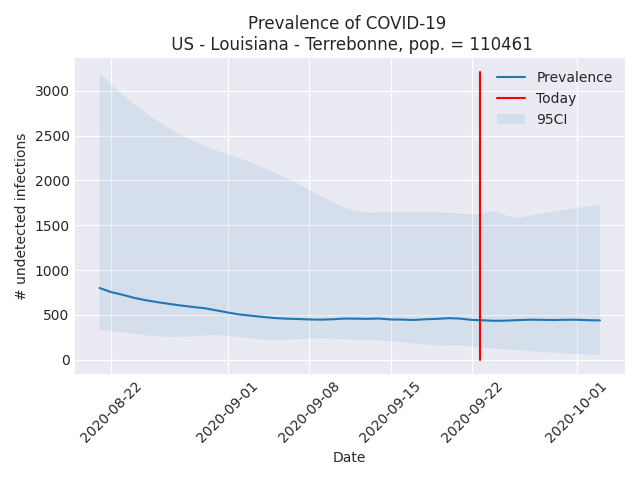 Prevalence of COVID-19
US - Louisiana - Terrebonne, pop. = 110461
Prevalence
Today
95CI
3000
2500
2000
1500
1000
500
0
# undetected infections
2020-08-22
2020-09-01
2020-09-08
2020-09-15
2020-09-22
2020-10-01
Date